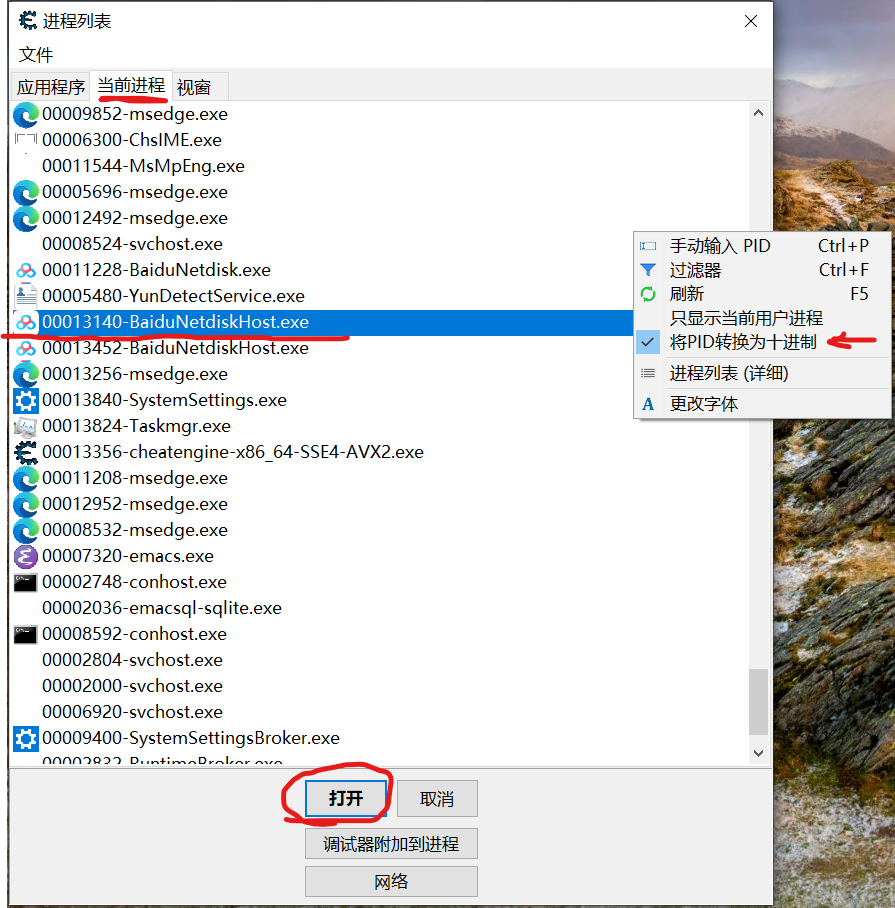 进程列表
文件
应用程序 当前进程 视窗
00009852-msedge.exe
00006300-ChsIME.exe
00011544-MsMpEng.exe
00005696-msedge.exe
00012492-msedge.exe
00008524-svchost.exe
00011228-BaiduNetdisk.exe
00005480-YunDetectService.exe
00013140-BaiduNetdiskHost.exe
00013452-BaiduNetdiskHost.exe
00013256-msedge.exe
00013840-SystemSettings.exe
00013824-Taskmgr.exe
00013356-cheatengine-x86_64-SSE4-AVX2.exe
00011208-msedge.exe
00012952-msedge.exe
00008532-msedge.exe
00007320-emacs.exe
00002748-conhost.exe
00002036-emacsql-sqlite.exe
00008592-conhost.exe
00002804-svchost.exe
00002000-svchost.exe
00006920-svchost.exe
00009400-SystemSettingsBroker.exe
00002832-RuntimeBroker.exe
手动输入 PID Ctrl+P
过滤器 Ctrl+F
刷新 F5
只显示当前用户进程
将PID转换为十进制
进程列表 (详细)
更改字体
打开 取消
调试器附加到进程
网络